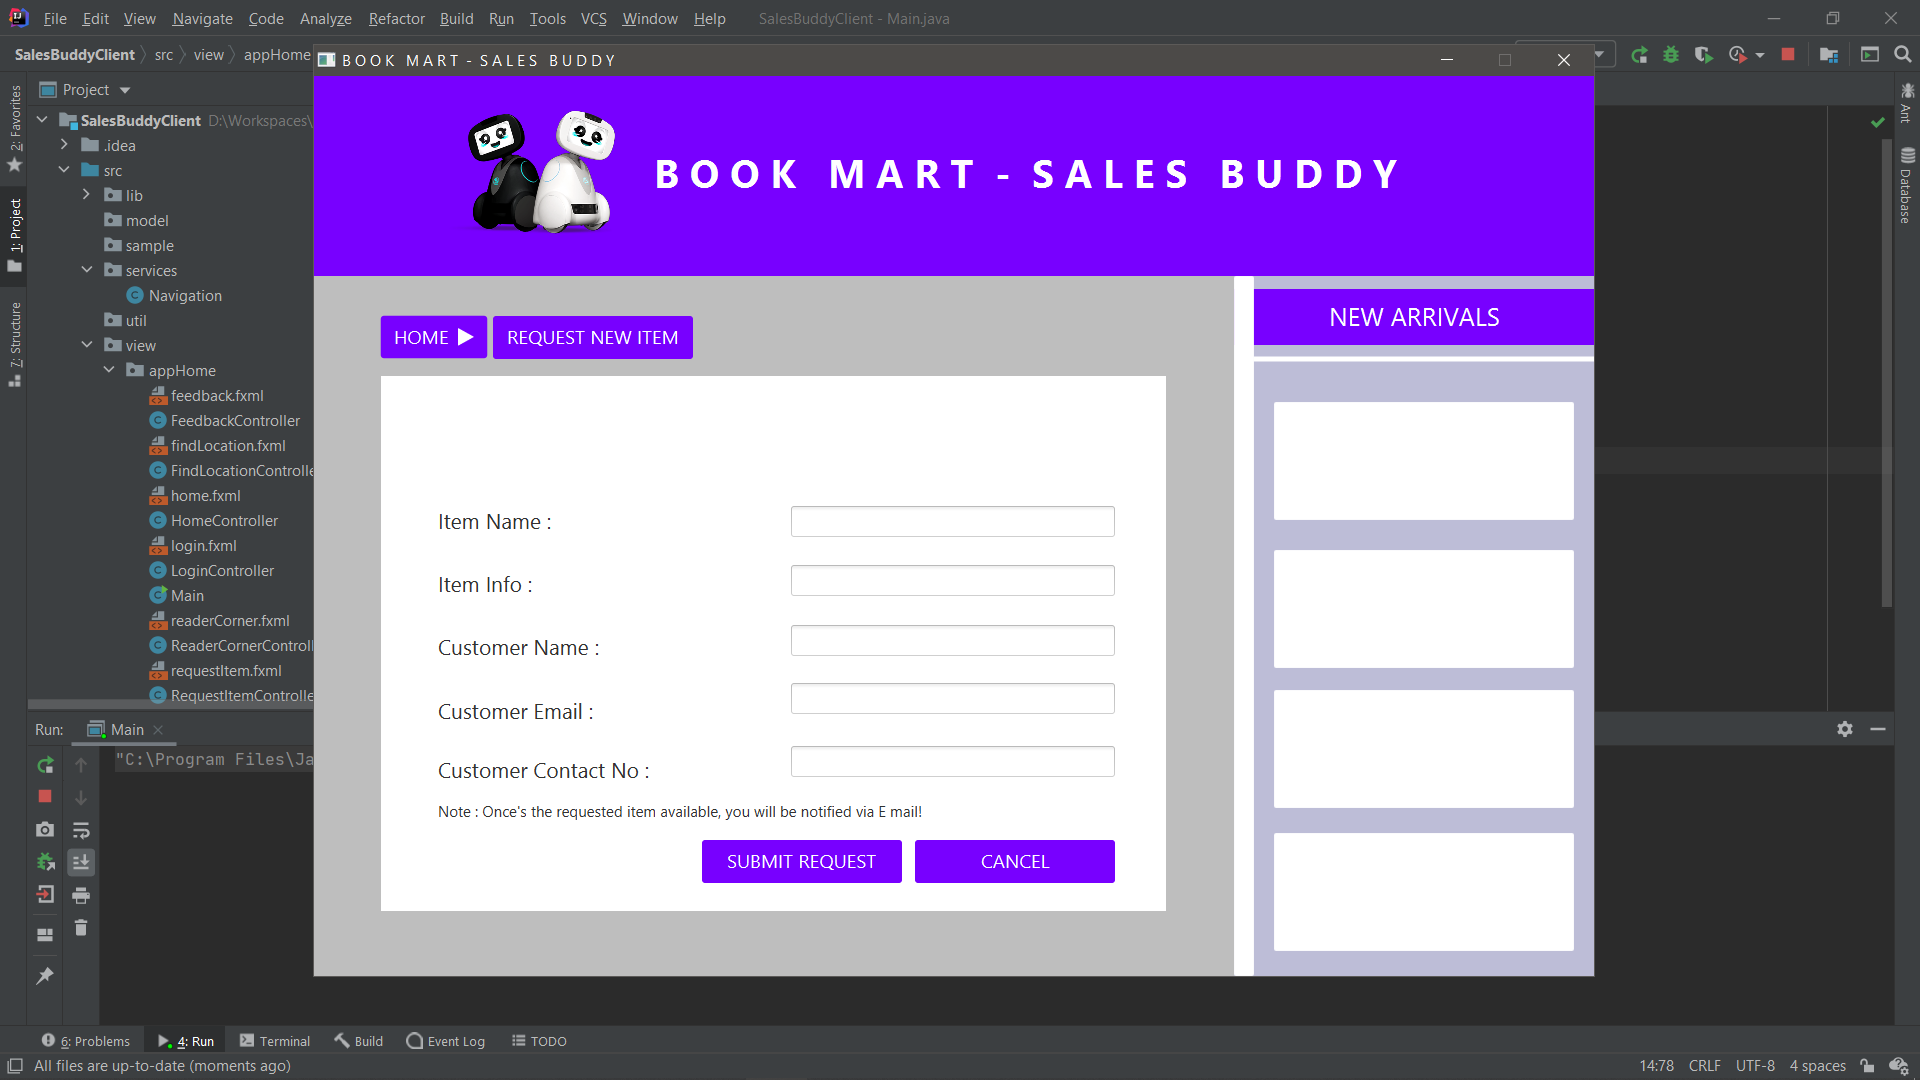 File Edit View Navigate Code Analyze Refactor Build Run Tools VCS Window Help SalesBuddyClient - Main.java
SalesBuddyClient src view appHome
BOOK MART - SALES BUDDY
2: Favorites
1: Project
7: Structure
Project
SalesBuddyClient D:\Workspaces\
.idea
src
lib
model
sample
services
Navigation
util
view
appHome
feedback.fxml
FeedbackController
findLocation.fxml
FindLocationControlle
home.fxml
HomeController
login.fxml
LoginController
Main
readerCorner.fxml
ReaderCornerControll
requestItem.fxml
RequestItemControlle
BOOK MART - SALES BUDDY
HOME
REQUEST NEW ITEM
NEW ARRIVALS
Item Name :
Item Info :
Customer Name :
Customer Email :
Customer Contact No :
Note : Once's the requested item available, you will be notified via E mail!
SUBMIT REQUEST CANCEL
Ant
Database
Run: Main
"C:\Program Files\Ja
6: Problems 4: Run Terminal Build Event Log TODO
All files are up-to-date (moments ago) 14:78 CRLF UTF-8 4 spaces